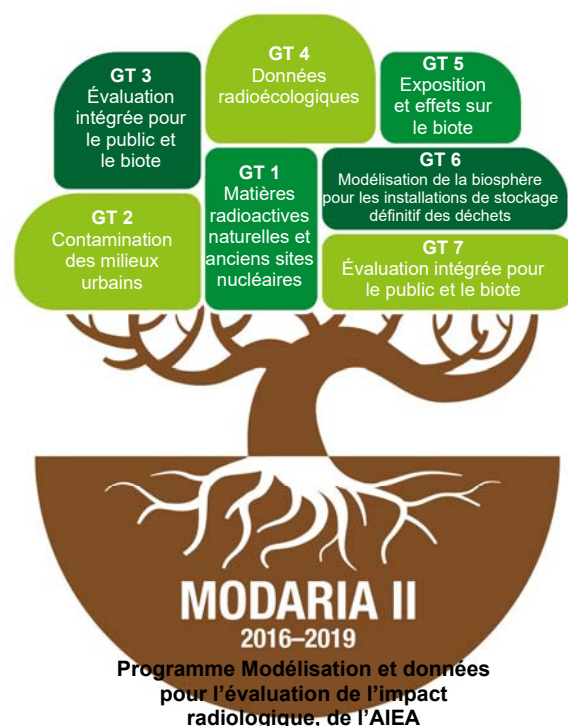 GT 4
Données
radioécologiques
GT 3
Évaluation
intégrée pour
le public et
le biote
GT 5
Exposition
et effets sur
le biote
GT 1
Matières
radioactives
naturelles et
anciens sites
nucléaires
GT 6
Modélisation de la biosphère
pour les installations de stockage
définitif des déchets
GT 2
Contamination
des milieux
urbains
GT 7
Évaluation intégrée pour
le public et le biote
MODARIA II
2016–2019
Programme Modélisation et données
pour l'évaluation de l'impact
radiologique, de l'AIEA